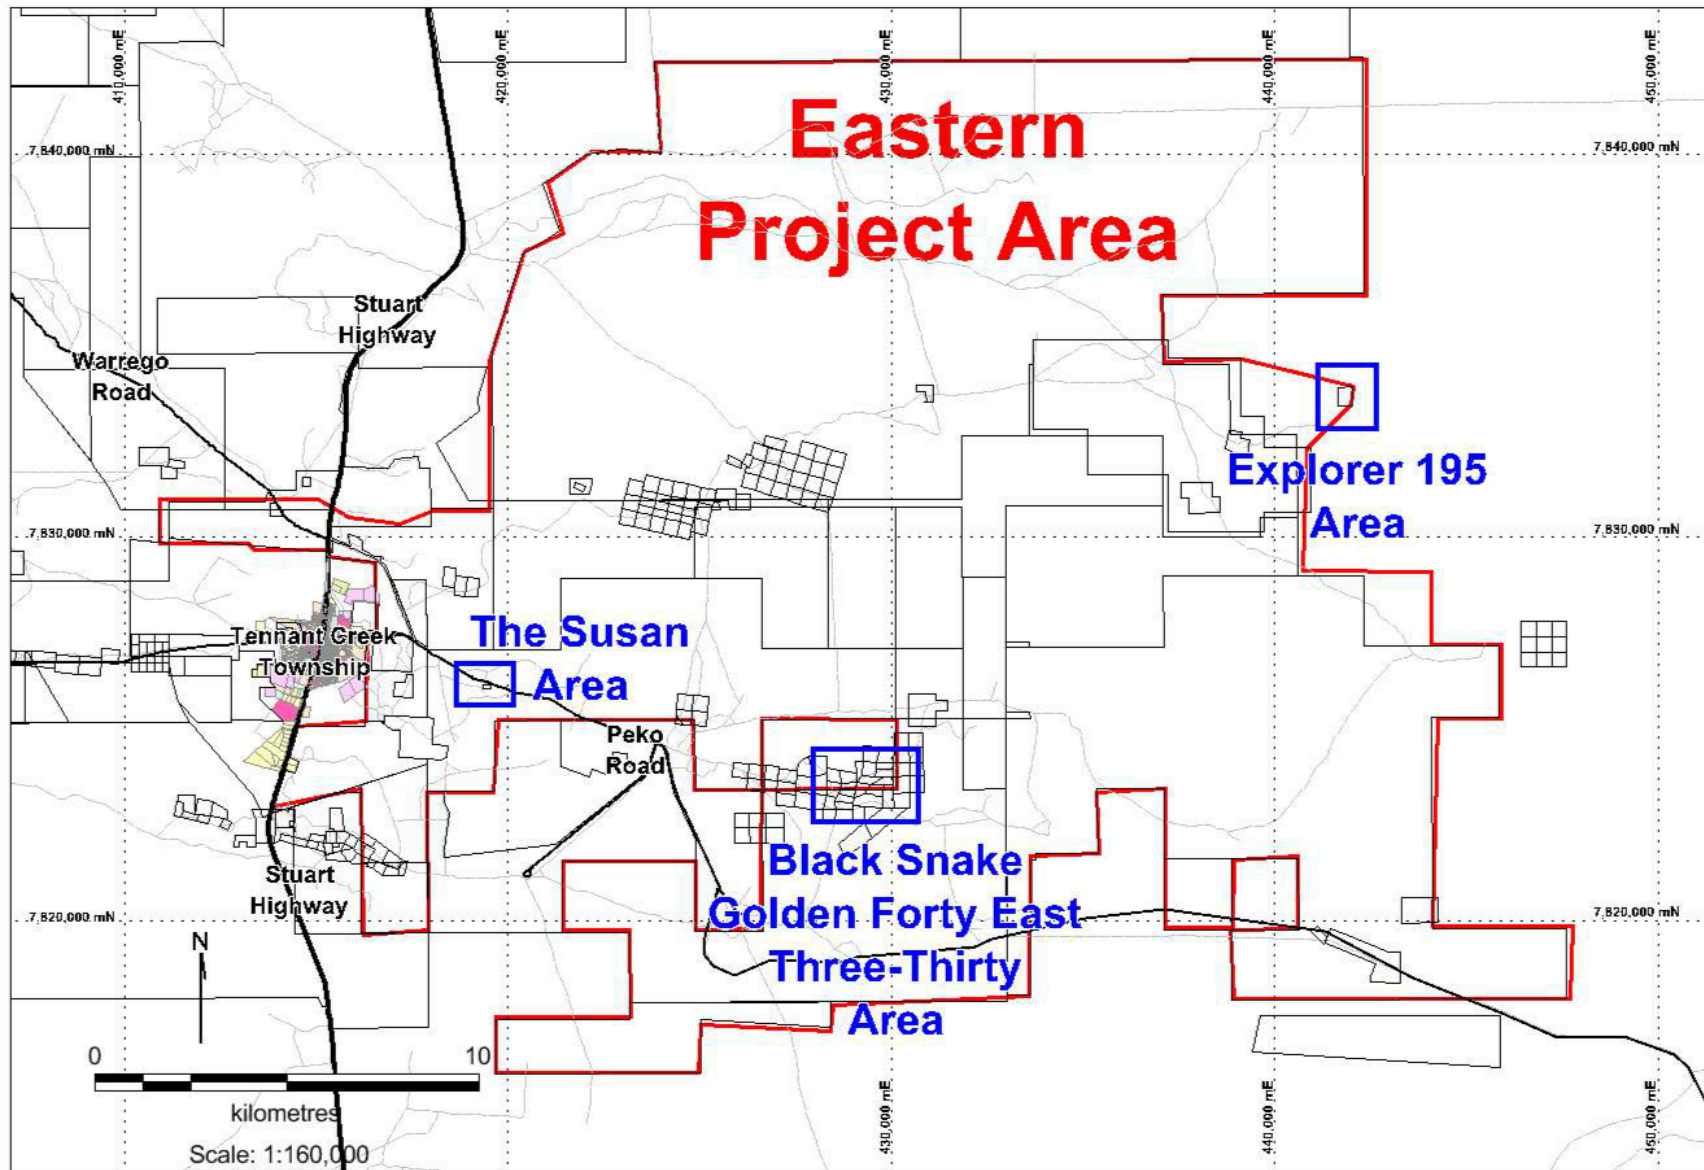 410,000 mE
420,000 mE
430,000 mE
440,000 mE
450,000 mE
Eastern
Project Area
7,840,000 mN
7,840,000 mN
Stuart
Highway
Warrego
Road
Explorer 195
Area
7,830,000 mN
7,830,000 mN
The Susan
Area
Tennant Creek
Township
Peko
Road
Black Snake
Golden Forty East
Three-Thirty
Area
Stuart
Highway
7,820,000 mN
7,820,000 mN
N
0 10
kilometres
Scale: 1:160,000
430,000 mE
440,000 mE
450,000 mE